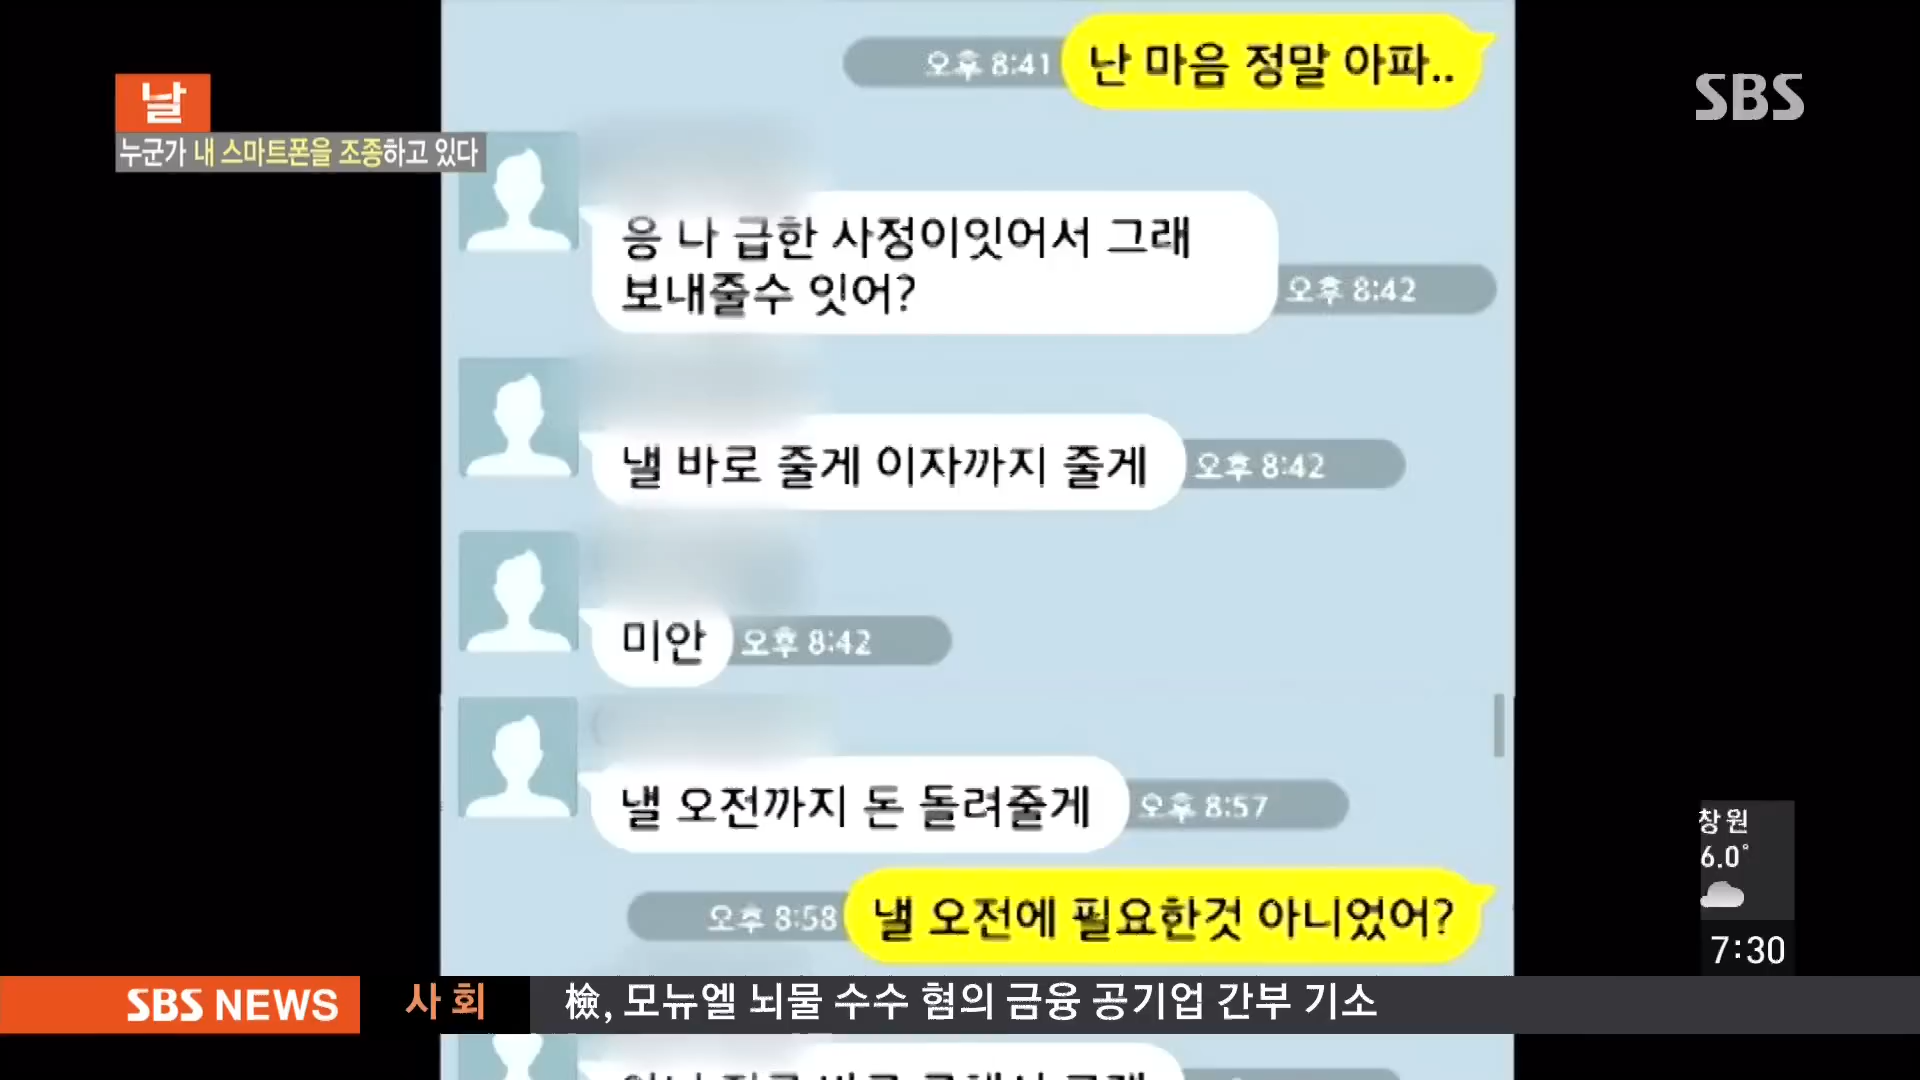 오후 8:41
난 마음 정말 아파..
날
SBS
누군가 내 스마트폰을 조종하고 있다
응 나 급한 사정이잇어서 그래
보내줄수 잇어?
오후 8:42
낼 바로 줄게 이자까지 줄게
오후 8:42
미안
오후 8:42
낼 오전까지 돈 돌려줄게
오후 8:57
오후 8:58
낼 오전에 필요한것 아니었어?
창원
6.0°
7:30
SBS NEWS
사회
檢, 모뉴엘 뇌물 수수 혐의 금융 공기업 간부 기소